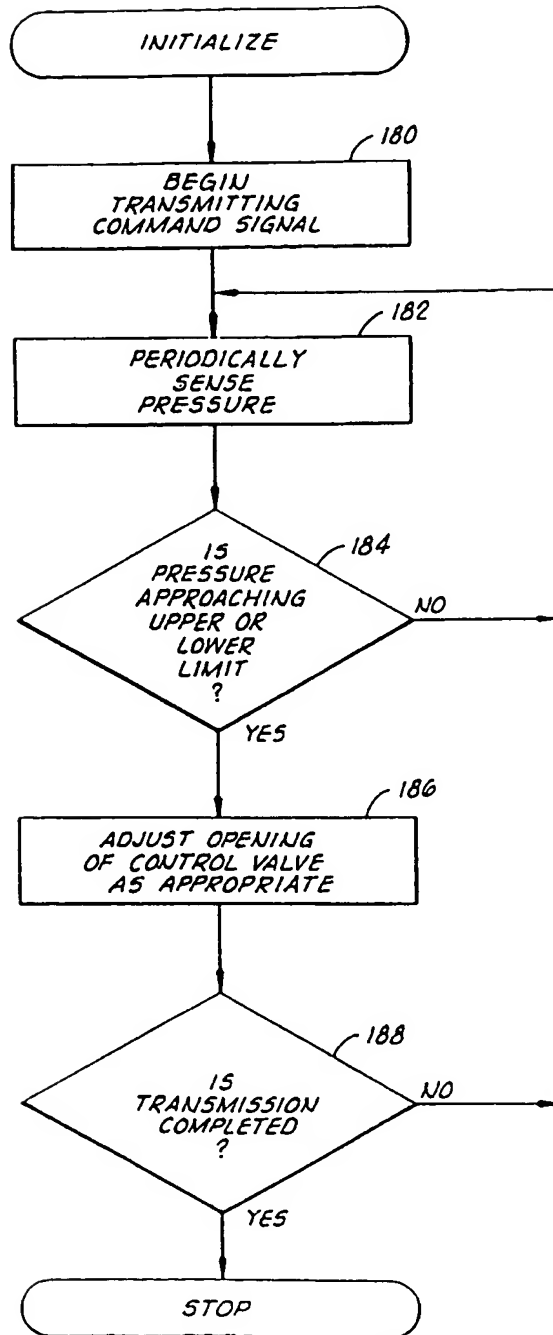 INITIALIZE
180
BEGIN
TRANSMITTING
COMMAND SIGNAL
182
PERIODICALLY
SENSE
PRESSURE
184
IS
PRESSURE
APPROACHING
UPPER OR
LOWER
LIMIT
?
NO
YES
186
ADJUST OPENING
OF CONTROL VALVE
AS APPROPRIATE
188
IS
TRANSMISSION
COMPLETED
?
NO
YES
STOP